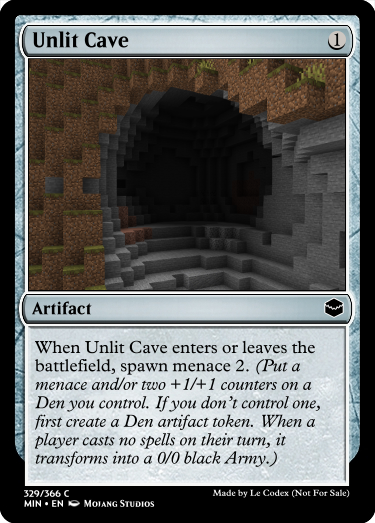 Unlit Cave 1
Artifact
When Unlit Cave enters or leaves the
battlefield, spawn menace 2. (Put a
menace and/or two +1/+1 counters on a
Den you control. If you don't control one,
first create a Den artifact token. When a
player casts no spells on their turn, it
transforms into a 0/0 black Army.)
329/366 C
MIN • EN Mojang Studios
Made by Le Codex (Not For Sale)